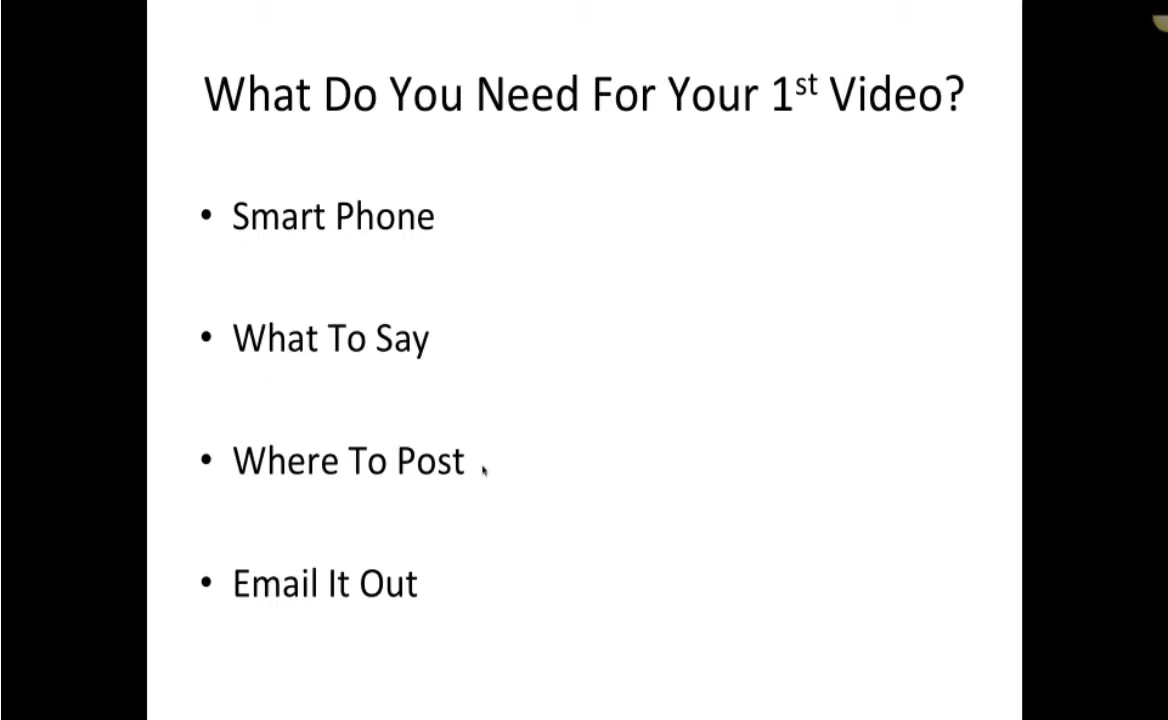 What Do You Need For Your 1st Video?
• Smart Phone
• What To Say
• Where To Post
• Email It Out